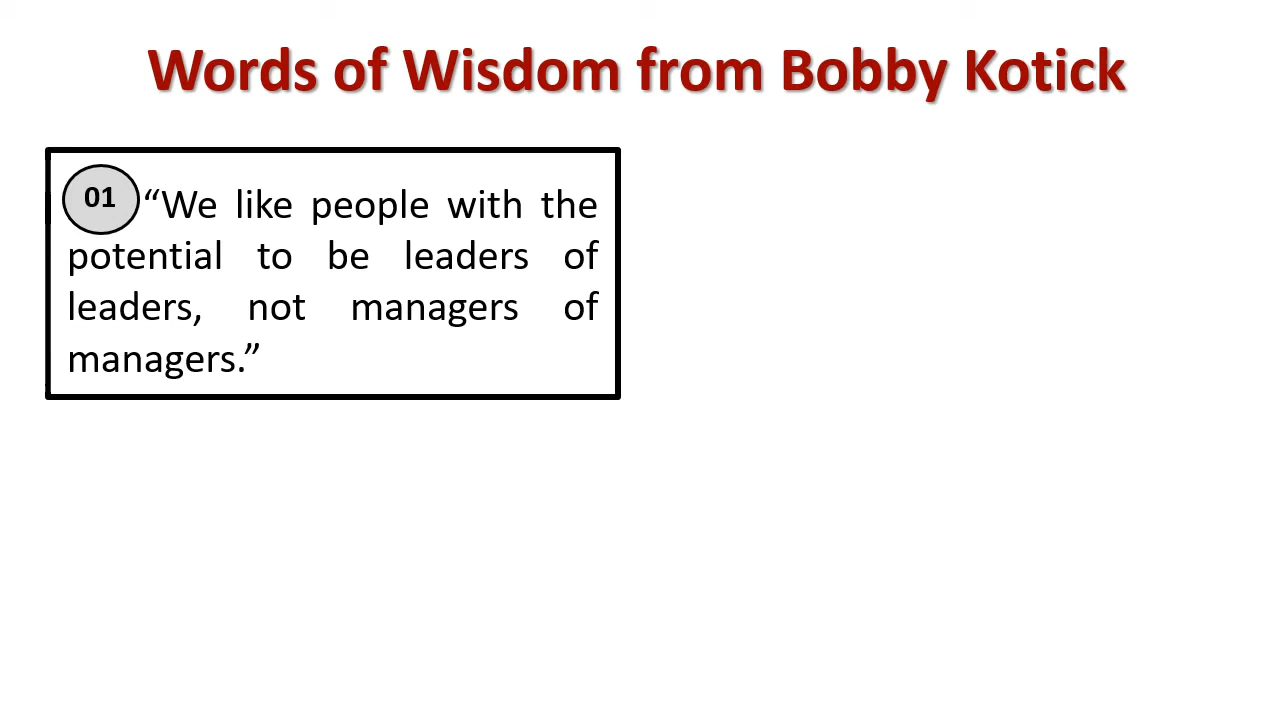 Words of Wisdom from Bobby Kotick
01 “We like people with the
potential to be leaders of
leaders, not managers of
managers.”